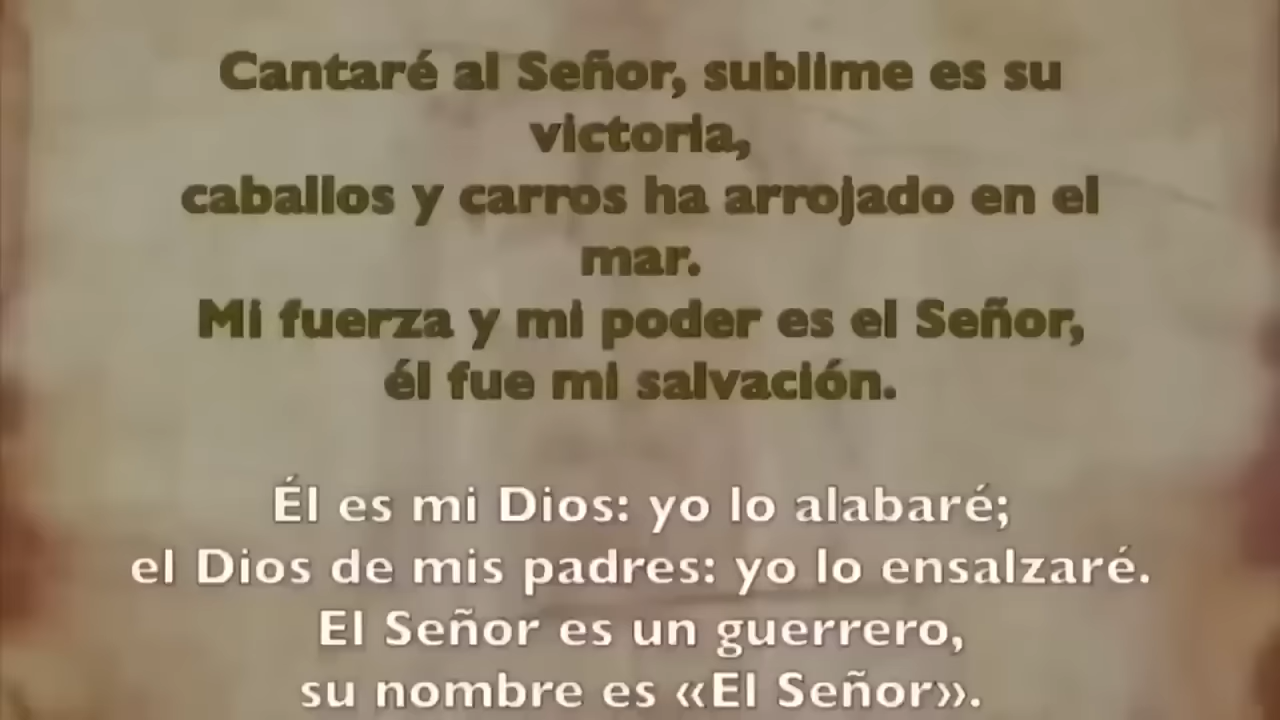 Cantaré al Señor, sublime es su
victoria,
caballos y carros ha arrojado en el
mar.
Mi fuerza y mi poder es el Señor,
él fue mi salvación.
Él es mi Dios: yo lo alabaré;
el Dios de mis padres: yo lo ensalzaré.
El Señor es un guerrero,
su nombre es «El Señor».